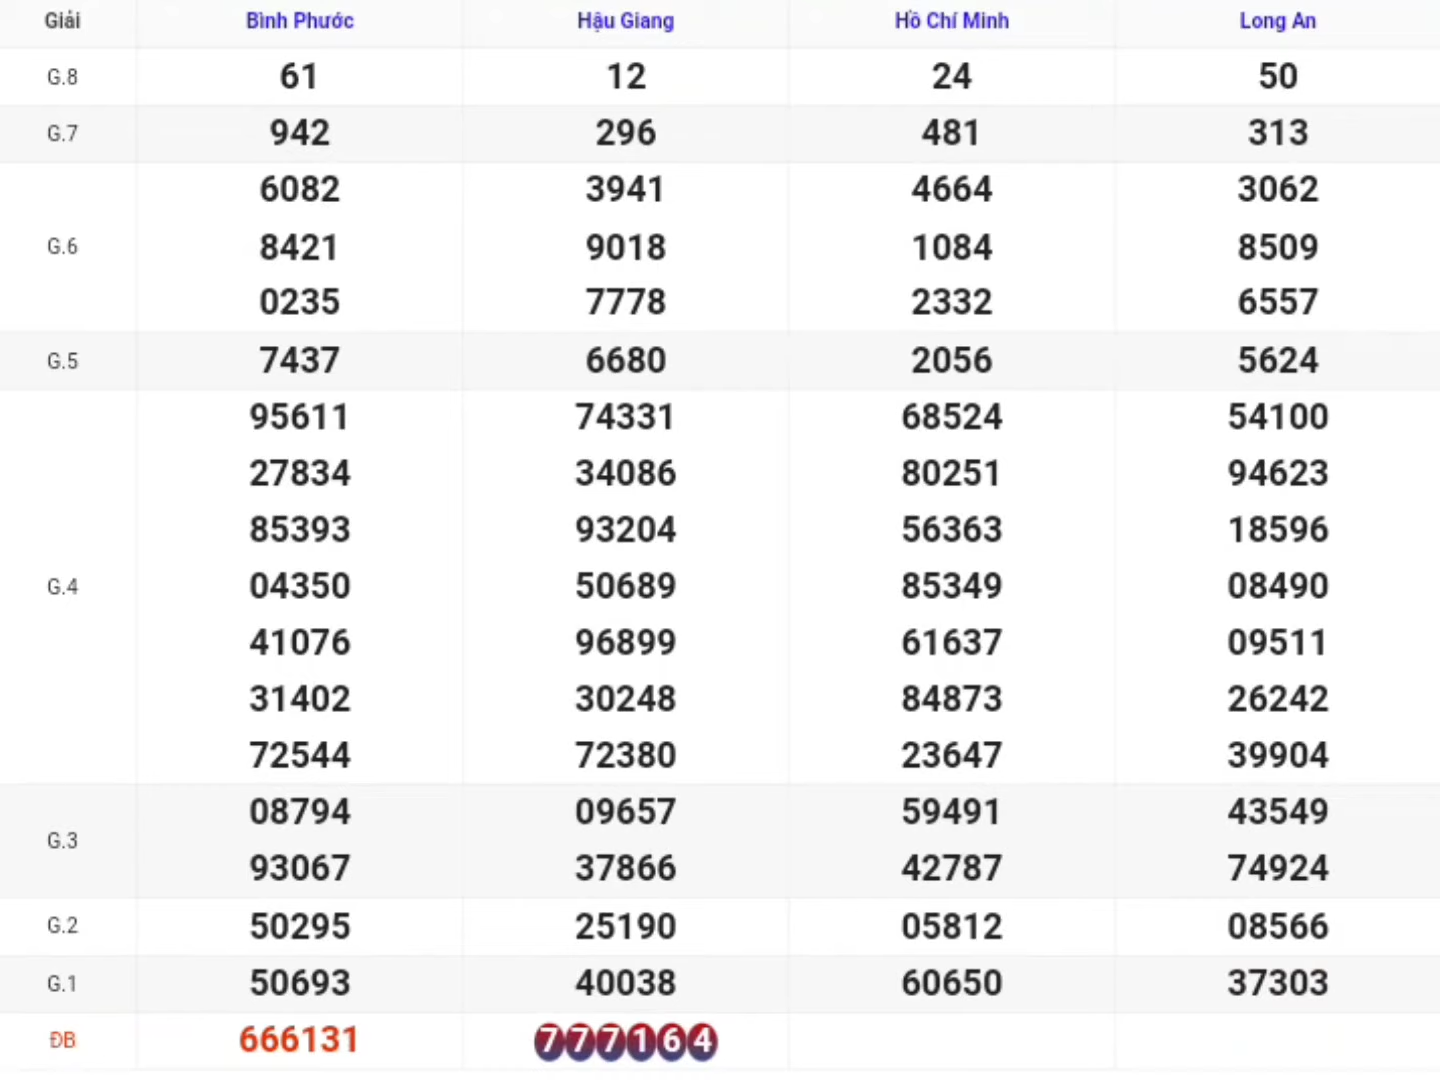 Giải Bình Phước Hậu Giang Hồ Chí Minh Long An
G.8 61 12 24 50
G.7 942 296 481 313
6082 3941 4664 3062
G.6 8421 9018 1084 8509
0235 7778 2332 6557
G.5 7437 6680 2056 5624
95611 74331 68524 54100
27834 34086 80251 94623
85393 93204 56363 18596
G.4 04350 50689 85349 08490
41076 96899 61637 09511
31402 30248 84873 26242
72544 72380 23647 39904
08794 09657 59491 43549
G.3
93067 37866 42787 74924
G.2 50295 25190 05812 08566
G.1 50693 40038 60650 37303
ĐB 666131 777164